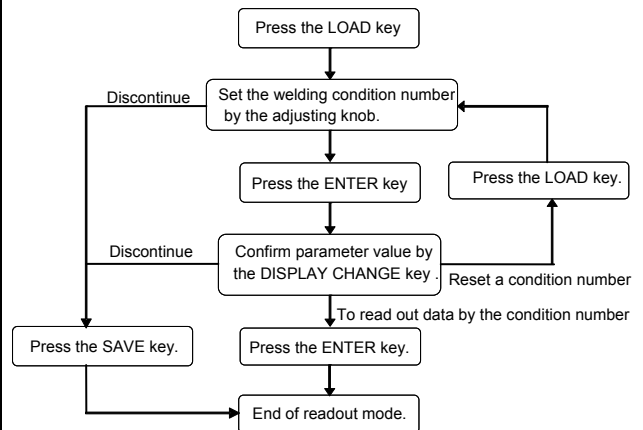 Press the LOAD key
Discontinue
Set the welding condition number
by the adjusting knob.
Press the ENTER key
Press the LOAD key.
Discontinue
Confirm parameter value by
the DISPLAY CHANGE key .
Reset a condition number
To read out data by the condition number
Press the SAVE key.
Press the ENTER key.
End of readout mode.